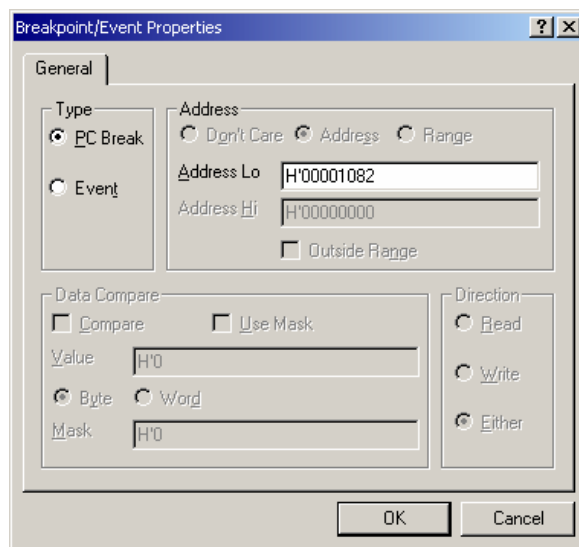 Breakpoint/Event Properties
General
Type
PC Break
Event
Address
Don't Care Address Range
Address Lo H'00001082
Address Hi H'00000000
Outside Range
Data Compare
Compare Use Mask
Value H'0
Byte Word
Mask H'0
Direction
Read
Write
Either
OK Cancel